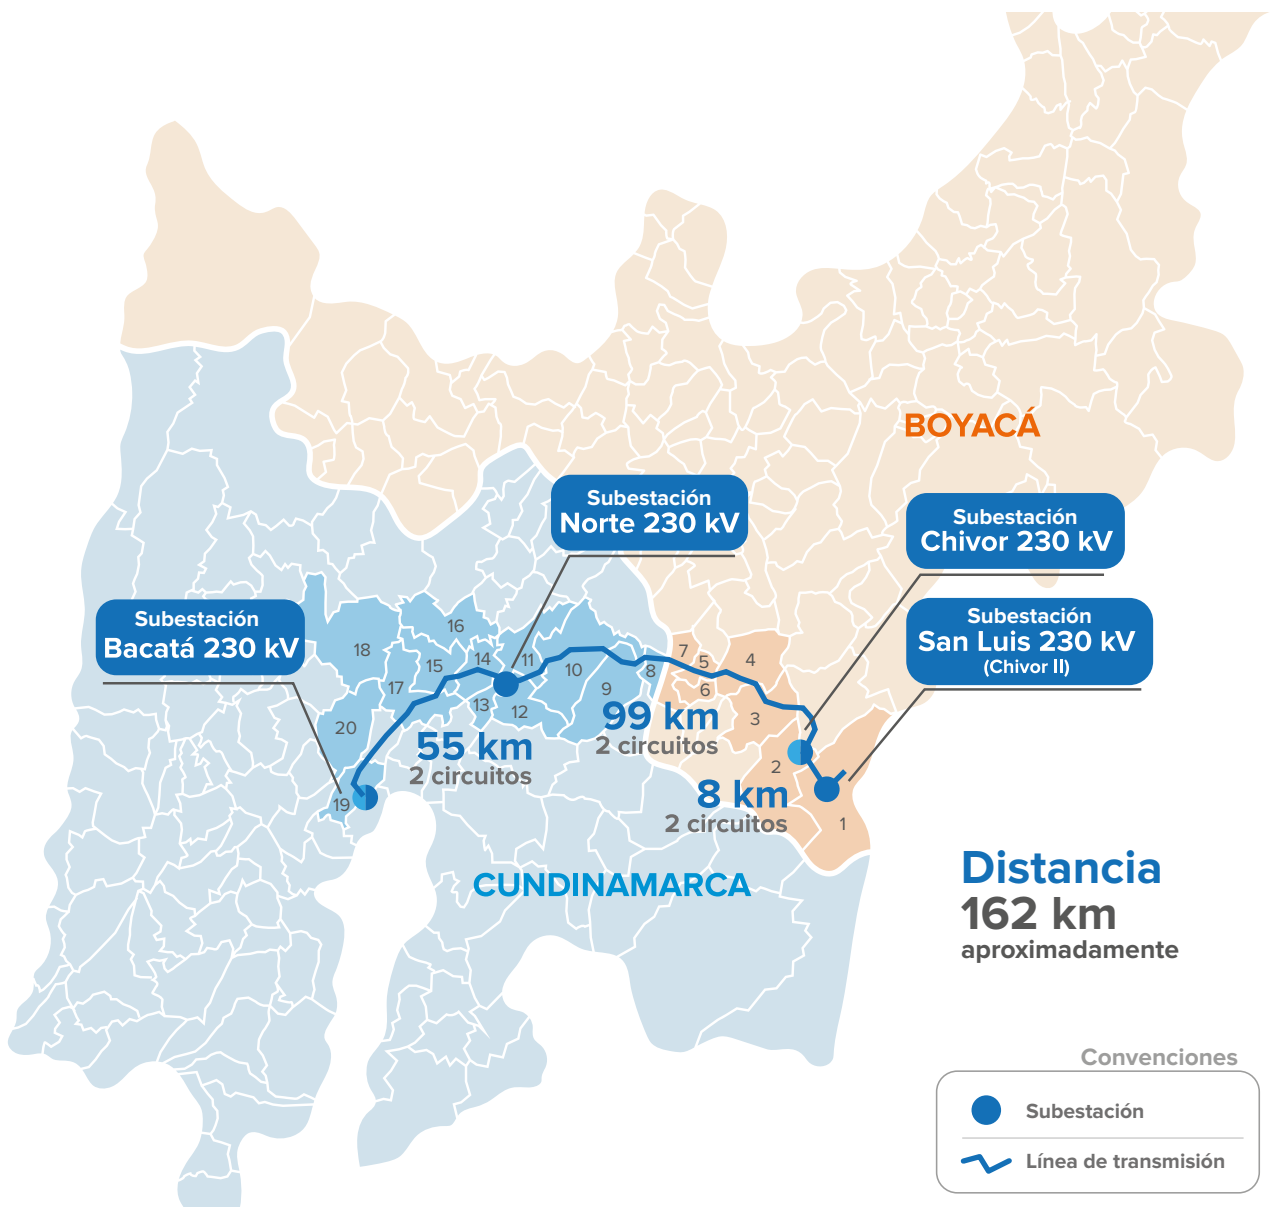 BOYACÁ
Subestación
Norte 230 kV
Subestación
Chivor 230 kV
Subestación
San Luis 230 kV
(Chivor II)
Subestación
Bacatá 230 kV
18
16
15
14
11
10
9
8
7
5
4
6
17
13
12
3
20
2
19
1
99 km
2 circuitos
55 km
2 circuitos
8 km
2 circuitos
CUNDINAMARCA
Distancia
162 km
aproximadamente
Convenciones
Subestación
Línea de transmisión